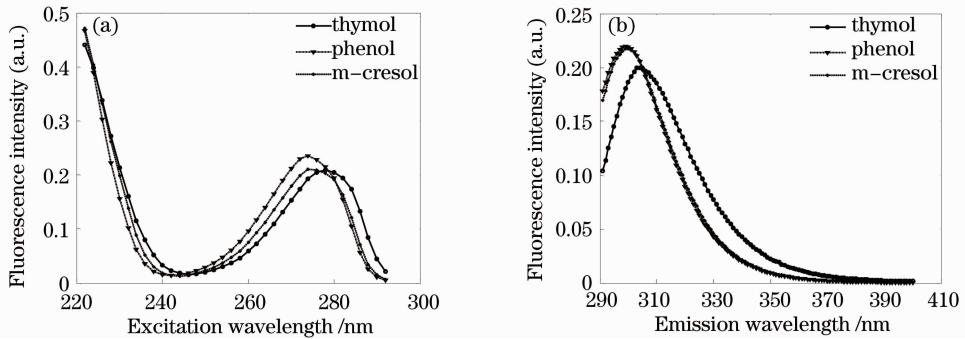 (a)
thymol
phenol
m-cresol
0.5
0.4
0.3
0.2
0.1
0
220
240
260
280
300
Fluorescence intensity (a.u.)
Excitation wavelength /nm
(b)
thymol
phenol
m-cresol
0.25
0.20
0.15
0.10
0.05
0
290
310
330
350
370
390
410
Fluorescence intensity (a.u.)
Emission wavelength /nm